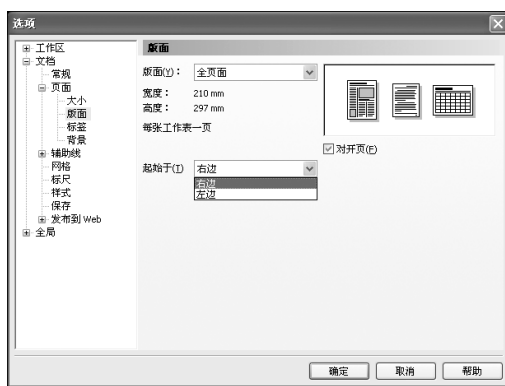 选项
工作区
文档
常规
页面
大小
版面
标签
背景
辅助线
网格
标尺
样式
保存
发布到 Web
全局
版面
版面(Y)： 全页面
宽度： 210 mm
高度： 297 mm
每张工作表一页
对开页(F)
起始于(T) 右边
右边
左边
确定 取消 帮助